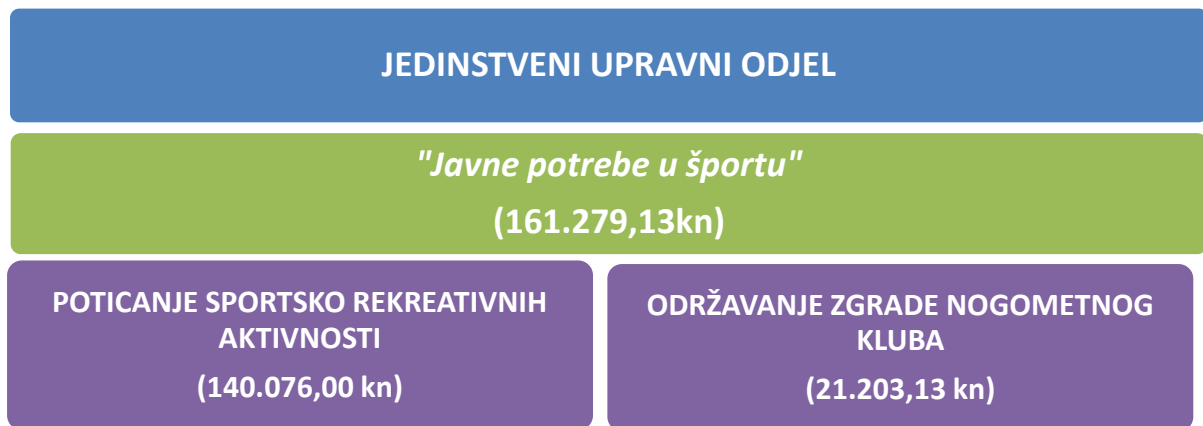 JEDINSTVENI UPRAVNI ODJEL
"Javne potrebe u športu"
(161.279,13kn)
POTICANJE SPORTSKO REKREATIVNIH
AKTIVNOSTI
(140.076,00 kn)
ODRŽAVANJE ZGRADE NOGOMETNOG
KLUBA
(21.203,13 kn)